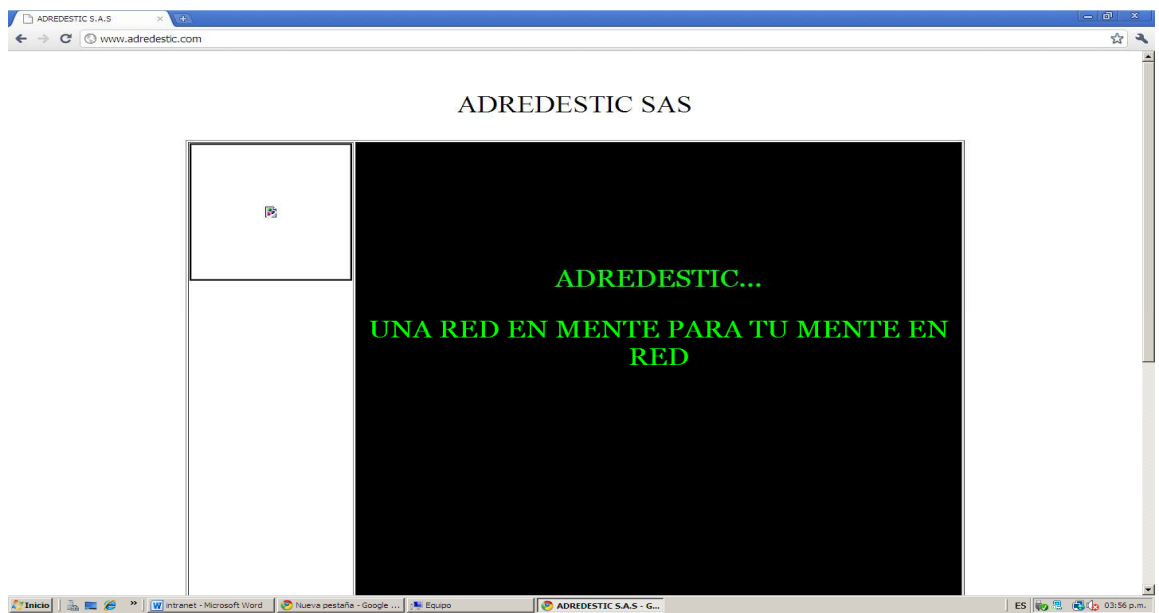 ADREDESTIC S.A.S
www.adredestic.com
ADREDESTIC SAS
ADREDESTIC...
UNA RED EN MENTE PARA TU MENTE EN
RED
Inicio
intranet - Microsoft Word
Nueva pestaña - Google ...
Equipo
ADREDESTIC S.A.S - G...
ES
03:56 p.m.